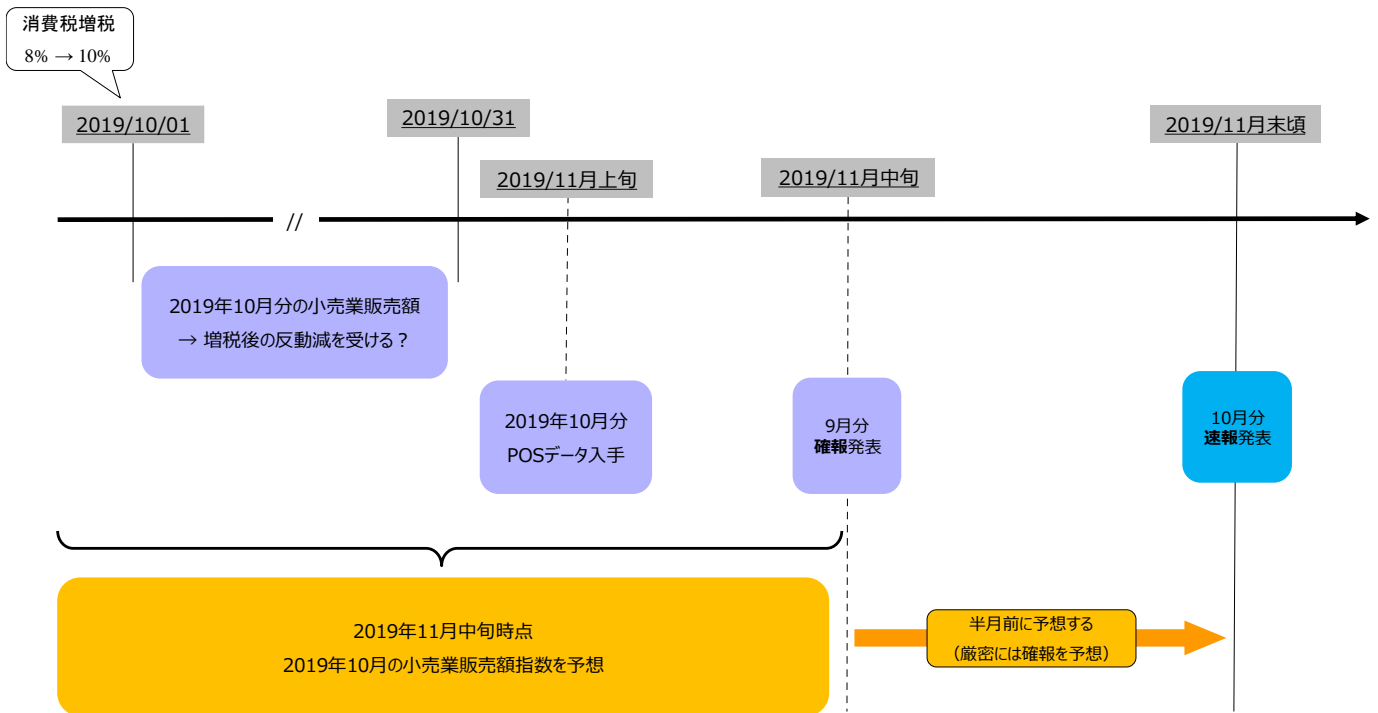 消費税増税
8% → 10%
2019/10/01
2019/10/31
2019/11月上旬
2019/11月中旬
2019/11月末頃
//
2019年10月分の小売業販売額
→ 増税後の反動減を受ける？
2019年10月分
POSデータ入手
9月分
確報発表
10月分
速報発表
2019年11月中旬時点
2019年10月の小売業販売額指数を予想
半月前に予想する
（厳密には確報を予想）